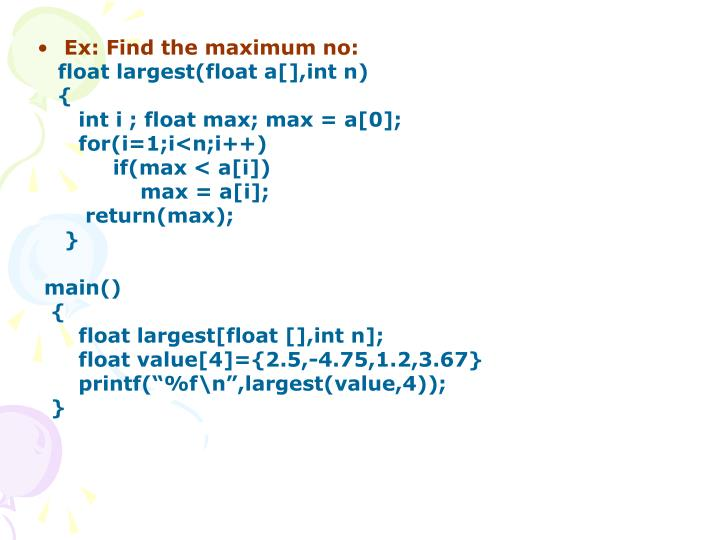 • Ex: Find the maximum no:
float largest(float a[],int n)
{
int i ; float max; max = a[0];
for(i=1;i<n;i++)
if(max < a[i])
max = a[i];
return(max);
}
main()
{
float largest[float [],int n];
float value[4]={2.5,-4.75,1.2,3.67}
printf(“%f\n”,largest(value,4));
}